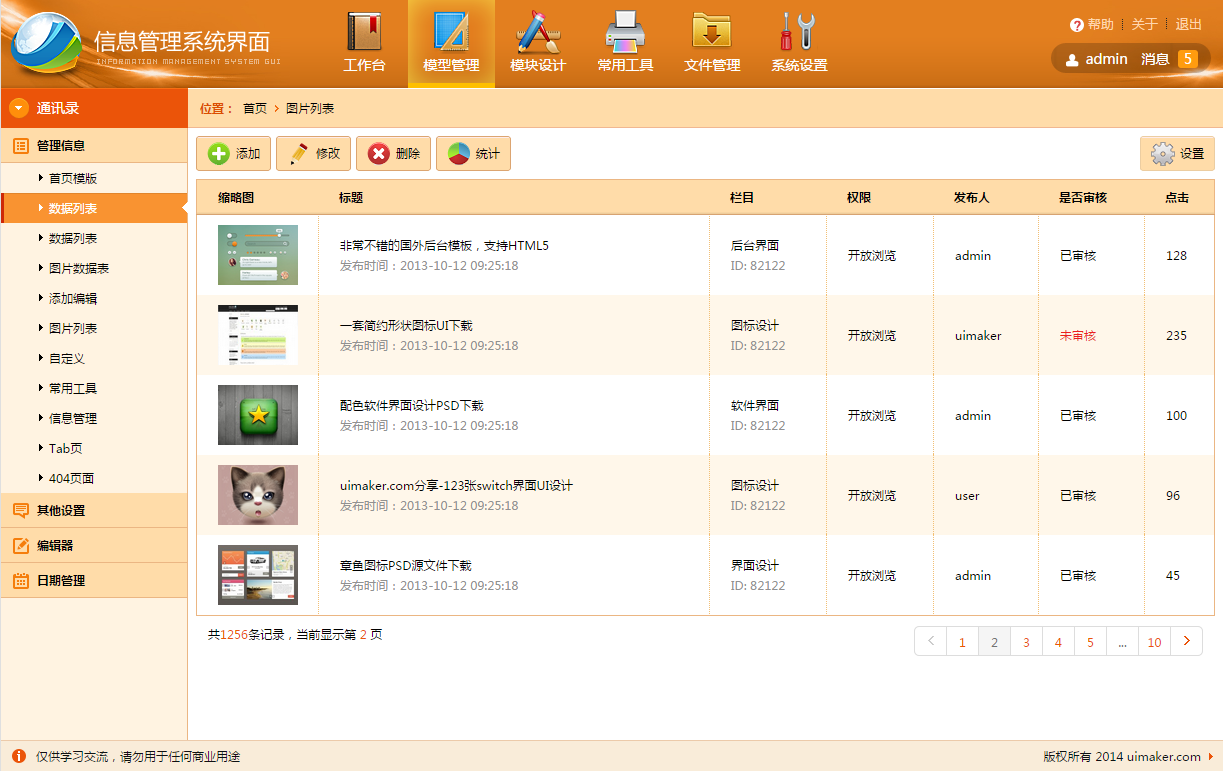 信息管理系统界面
INFORMATION MANAGEMENT SYSTEM GUI
工作台 模型管理 模块设计 常用工具 文件管理 系统设置
帮助 关于 退出
admin 消息 5
通讯录
位置： 首页 > 图片列表
管理信息
首页模版
数据列表
数据列表
图片数据表
添加编辑
图片列表
自定义
常用工具
信息管理
Tab页
404页面
其他设置
编辑器
日期管理
添加 修改 删除 统计 设置
缩略图 标题 栏目 权限 发布人 是否审核 点击
非常不错的国外后台模板，支持HTML5 后台界面
发布时间：2013-10-12 09:25:18 ID: 82122
开放浏览 admin 已审核 128
一套简约形状图标UI下载 图标设计
发布时间：2013-10-12 09:25:18 ID: 82122
开放浏览 uimaker 未审核 235
配色软件界面设计PSD下载 软件界面
发布时间：2013-10-12 09:25:18 ID: 82122
开放浏览 admin 已审核 100
uimaker.com分享-123张switch界面UI设计 图标设计
发布时间：2013-10-12 09:25:18 ID: 82122
开放浏览 user 已审核 96
章鱼图标PSD源文件下载 界面设计
发布时间：2013-10-12 09:25:18 ID: 82122
开放浏览 admin 已审核 45
共1256条记录，当前显示第 2 页
< 1 2 3 4 5 ... 10 >
仅供学习交流，请勿用于任何商业用途
版权所有 2014 uimaker.com